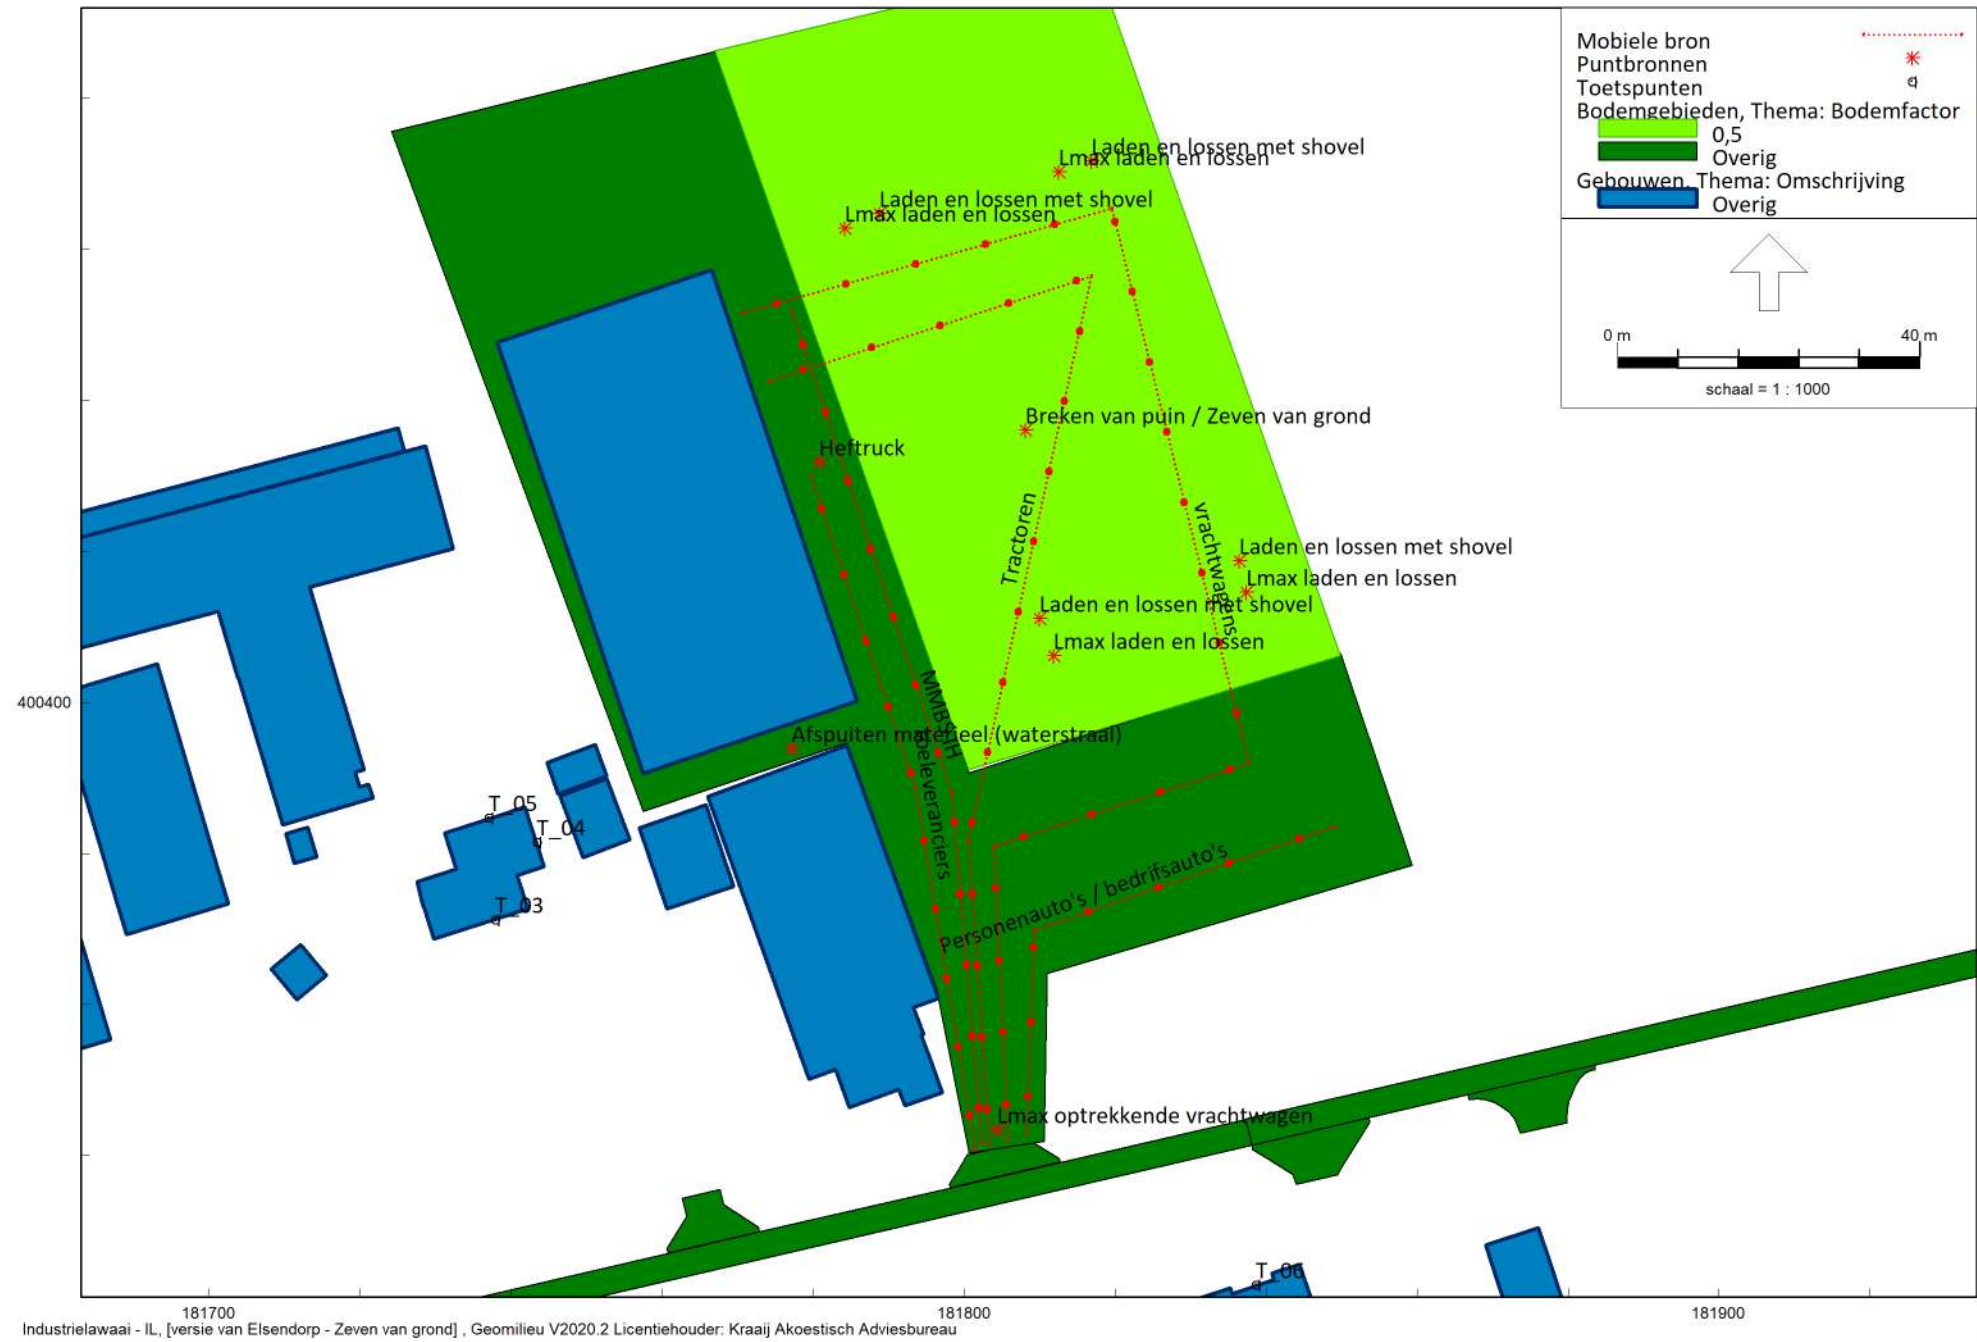 Mobiele bron
Puntbronnen
Toetspunten
Bodemgebieden, Thema: Bodemfactor
0,5
Overig
Gebouwen, Thema: Omschrijving
Overig
0 m
40 m
schaal = 1 : 1000
Laden en lossen met shovel
Lmax laden en lossen
Laden en lossen met shovel
Lmax laden en lossen
Breken van puin / Zeven van grond
Heftruck
Tractoren
vrachtwagens
Laden en lossen met shovel
Lmax laden en lossen
Laden en lossen met shovel
Lmax laden en lossen
400400
Afspuiten materieel (waterstraal)
toeleveranciers
T_05
T_04
T_03
Personenauto's / bedrifsauto's
Lmax optrekkende vrachtwagen
T_06
181700
181800
181900
Industrielawaai - IL, [versie van Elsendorp - Zeven van grond] , Geomilieu V2020.2 Licentiehouder: Kraaij Akoestisch Adviesbureau